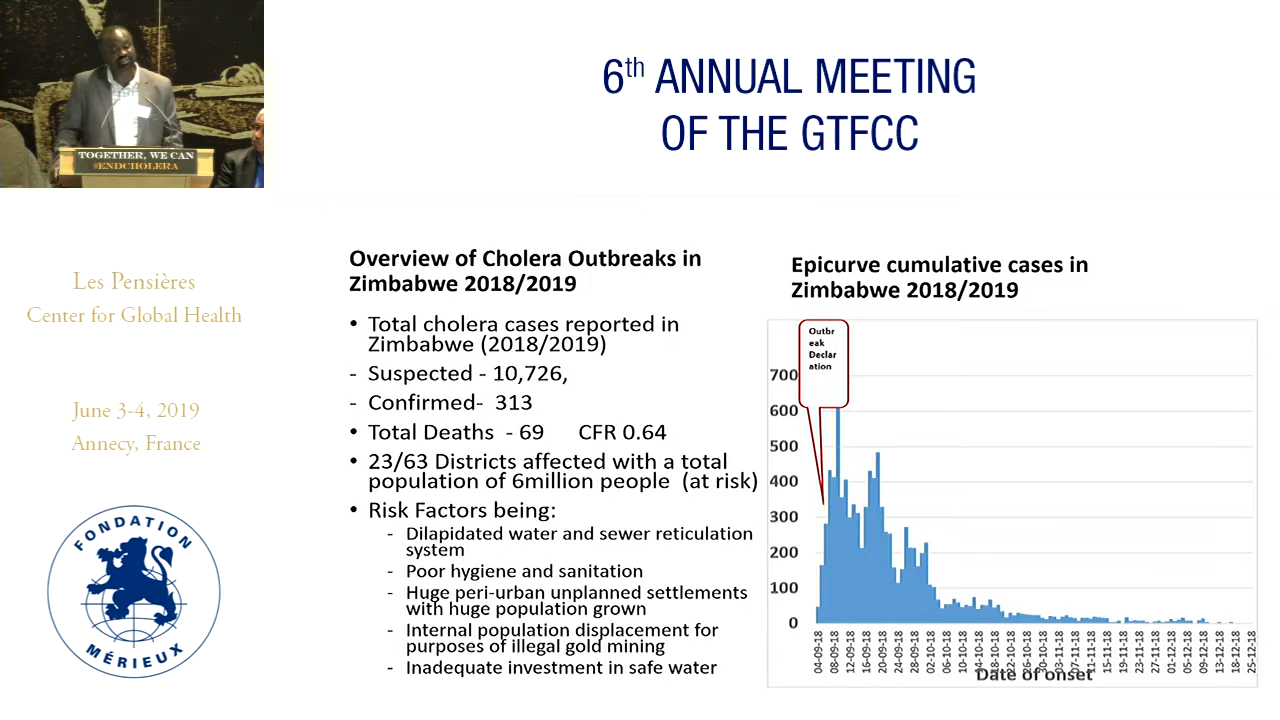 TOGETHER, WE CAN
#ENDCHOLERA
6th ANNUAL MEETING
OF THE GTFCC
Les Pensières
Center for Global Health
June 3-4, 2019
Annecy, France
FONDATION
MÉRIEUX
Overview of Cholera Outbreaks in
Zimbabwe 2018/2019
• Total cholera cases reported in
Zimbabwe (2018/2019)
- Suspected - 10,726,
- Confirmed- 313
• Total Deaths - 69 CFR 0.64
• 23/63 Districts affected with a total
population of 6million people (at risk)
• Risk Factors being:
- Dilapidated water and sewer reticulation
system
- Poor hygiene and sanitation
- Huge peri-urban unplanned settlements
with huge population grown
- Internal population displacement for
purposes of illegal gold mining
- Inadequate investment in safe water
Epicurve cumulative cases in
Zimbabwe 2018/2019
Outbr
eak
Declar
ation
700
600
500
400
300
200
100
0
04-09-18
08-09-18
12-09-18
16-09-18
20-09-18
24-09-18
28-09-18
02-10-18
06-10-18
10-10-18
14-10-18
18-10-18
22-10-18
26-10-18
30-10-18
03-11-18
07-11-18
11-11-18
15-11-18
19-11-18
23-11-18
27-11-18
01-12-18
05-12-18
09-12-18
13-12-18
18-12-18
25-12-18
Date of onset